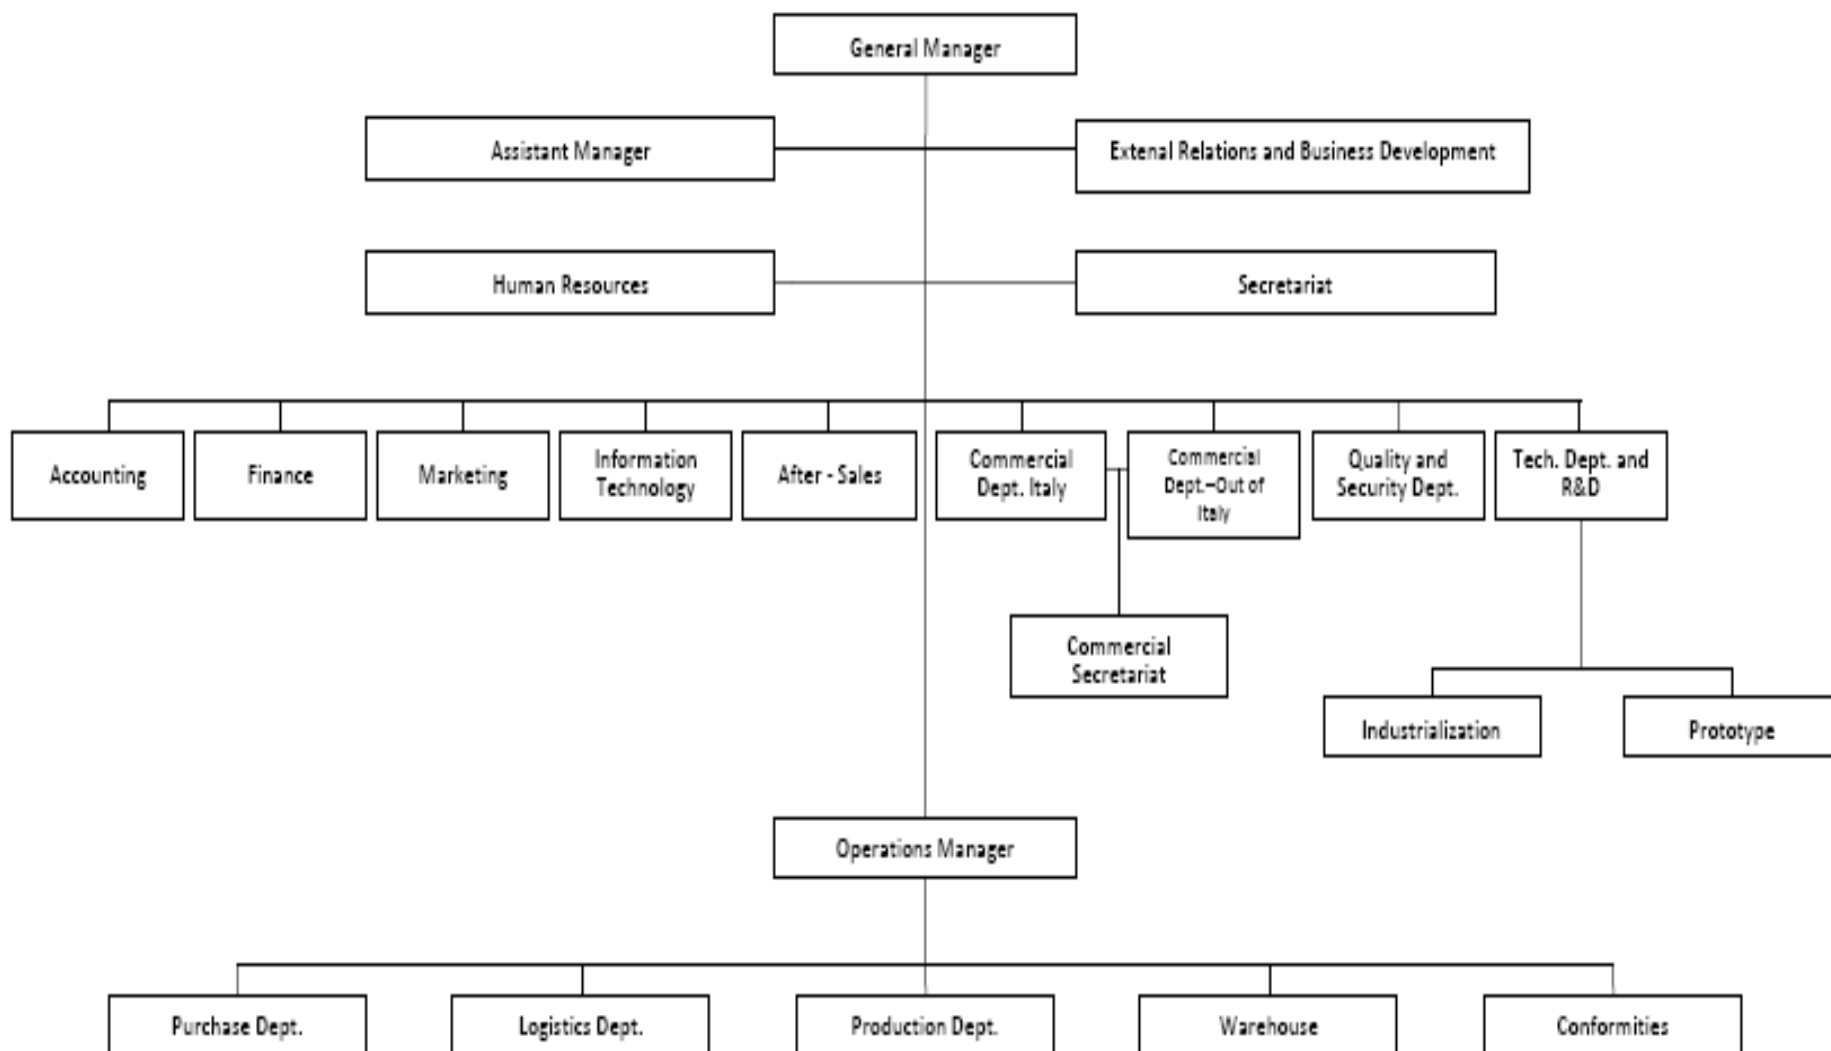 General Manager
Assistant Manager
Extenal Relations and Business Development
Human Resources
Secretariat
Accounting
Finance
Marketing
Information
Technology
After - Sales
Commercial
Dept. Italy
Commercial
Dept.–Out of
Italy
Quality and
Security Dept.
Tech. Dept. and
R&D
Commercial
Secretariat
Industrialization
Prototype
Operations Manager
Purchase Dept.
Logistics Dept.
Production Dept.
Warehouse
Conformities